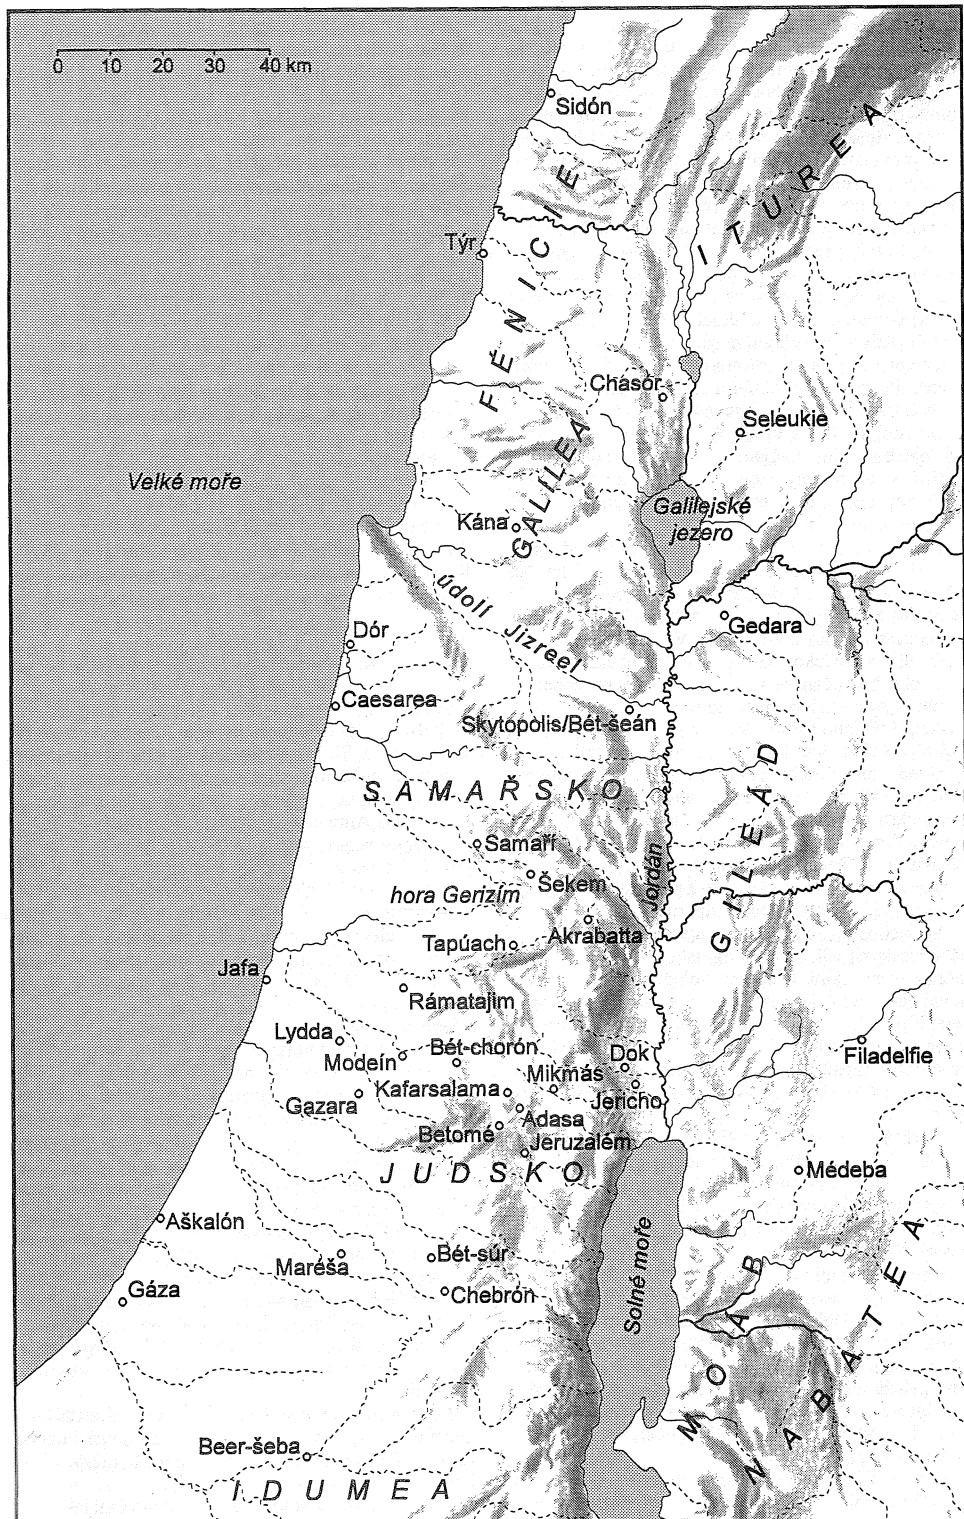 0 10 20 30 40 km
Sidón
ITUREA
FÉNICIE
Týr
Chásór
Seleukie
GALILEA
Velké moře
Galilejské
jezero
Kána
údolí Jizreel
Gedara
Dór
Caesarea
Skytopolis/Bét-šeán
SAMAŘSKO
GILEÁD
Samaří
Jordán
Šekem
hora Gerizím
Akrabatta
Tapúach
Jafa
Rámatajim
Lydda
Bét-chorón
Dok
Filadelfie
Modeín
Mikmás
Kafarsalama
Jericho
Gazara
Adasa
Betomé
Jeruzalém
JUDSKO
Médeba
Aškalón
Bét-súr
Maréša
Solné moře
MOÁB
NABATEA
Gáza
Chebrón
Beer-šeba
IDUMEA